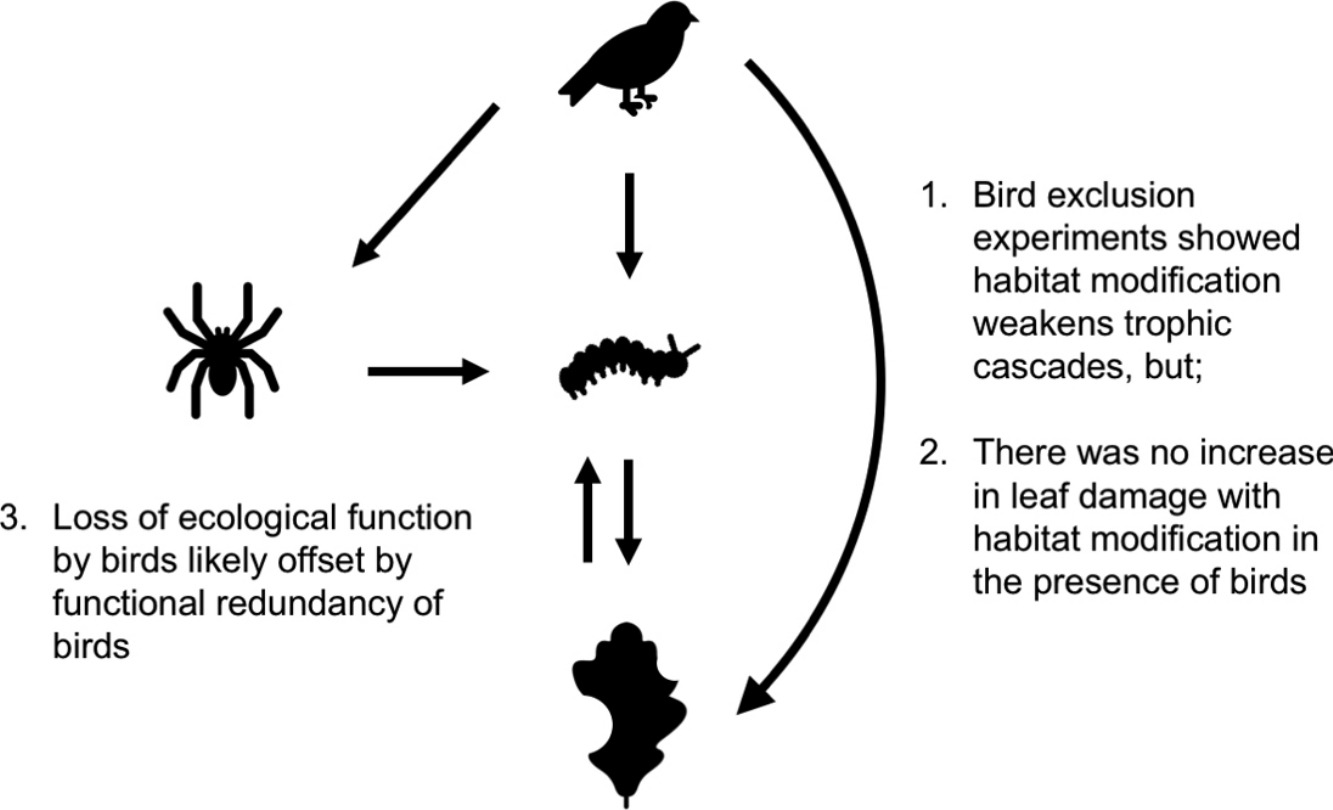 1. Bird exclusion
experiments showed
habitat modification
weakens trophic
cascades, but;
2. There was no increase
in leaf damage with
habitat modification in
the presence of birds
3. Loss of ecological function
by birds likely offset by
functional redundancy of
birds